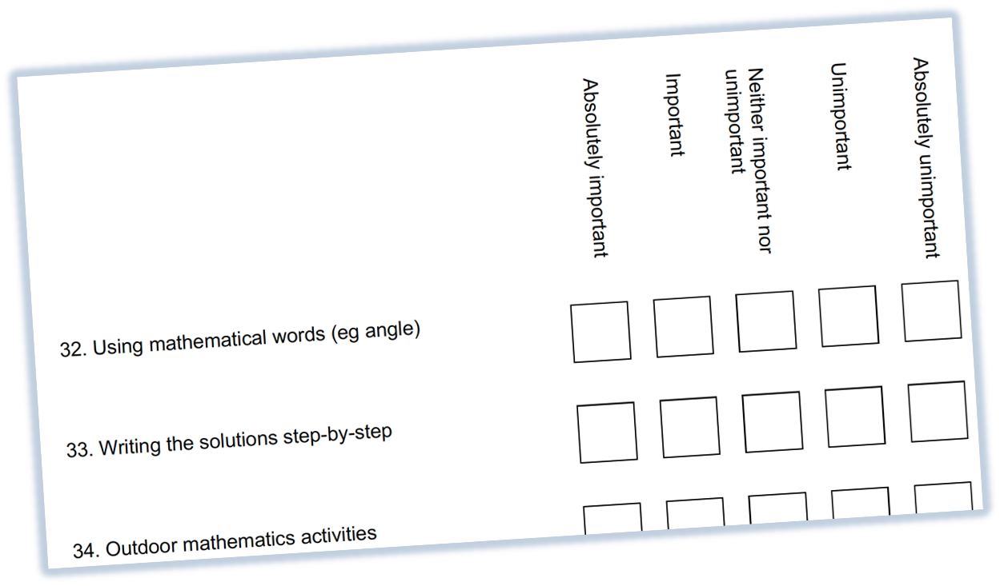 Absolutely important
Important
Neither important nor
unimportant
Unimportant
Absolutely unimportant
32. Using mathematical words (eg angle)
33. Writing the solutions step-by-step
34. Outdoor mathematics activities